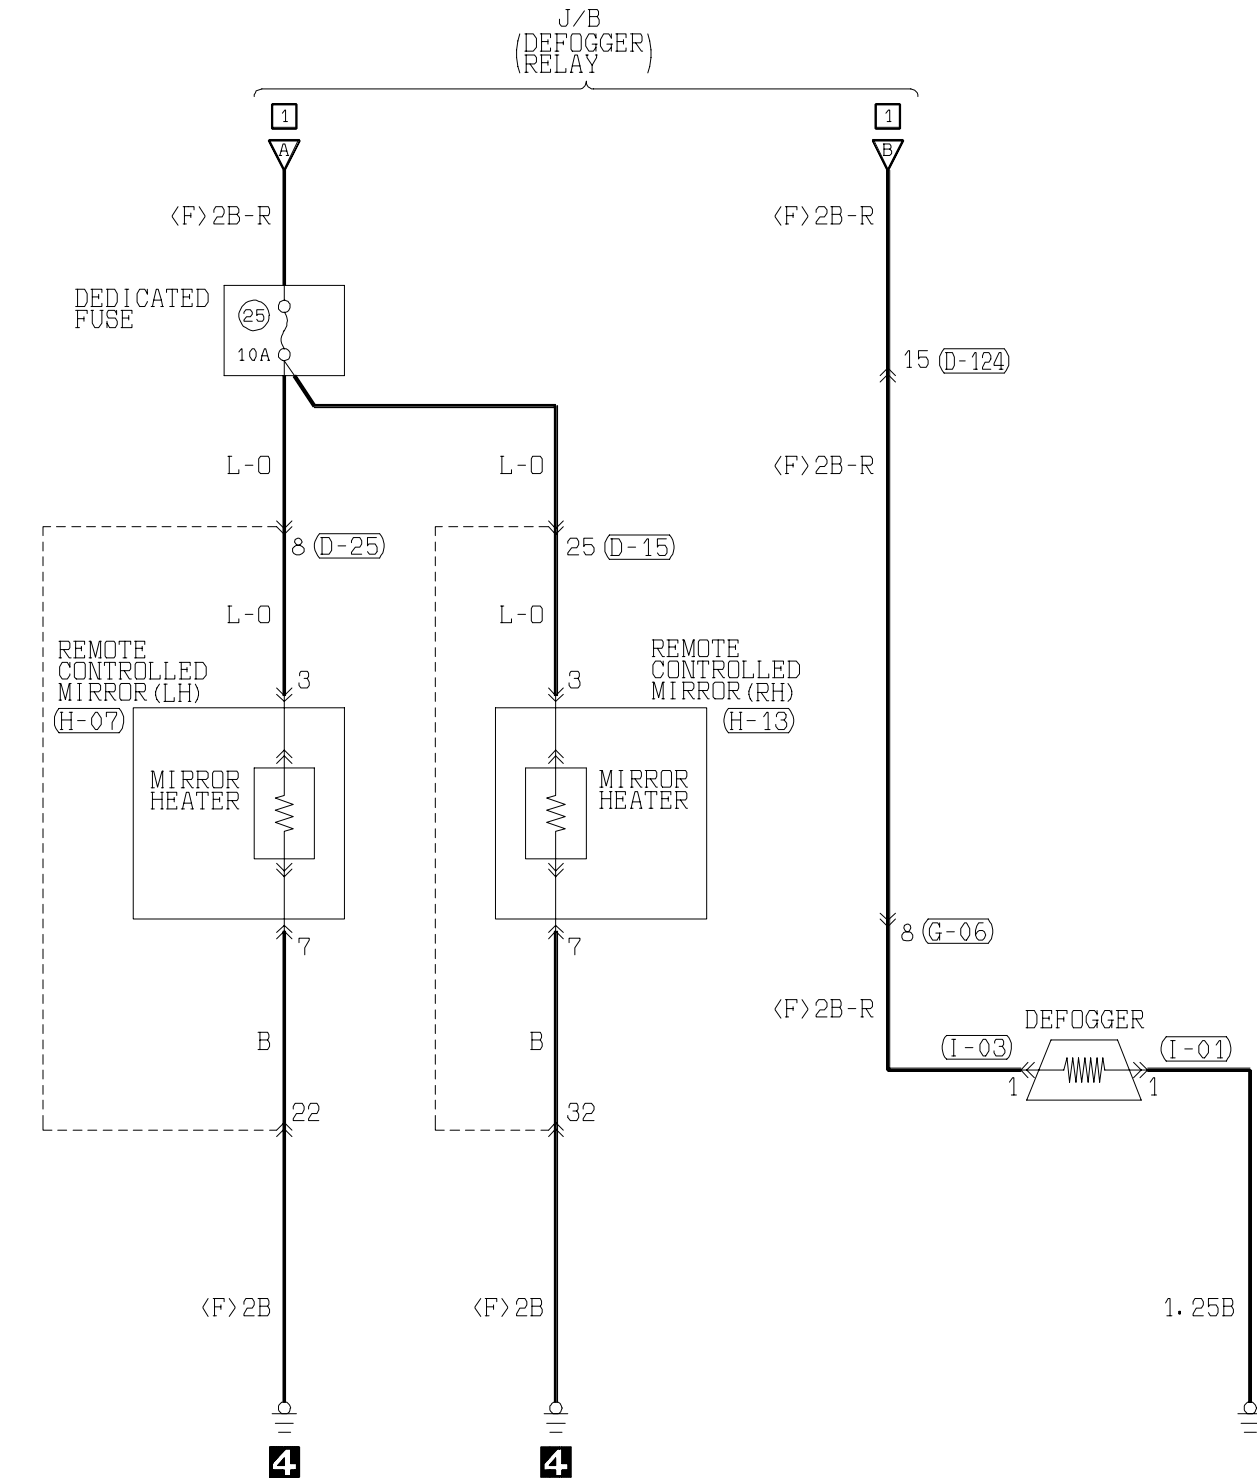 J/B
(DEFOGGER
RELAY)
1
1
A
B
<F>2B-R
<F>2B-R
DEDICATED
FUSE
25
10A
15 (D-124)
L-O
L-O
<F>2B-R
8 (D-25)
25 (D-15)
L-O
L-O
REMOTE
CONTROLLED
MIRROR(LH)
(H-07)
3
3
REMOTE
CONTROLLED
MIRROR(RH)
(H-13)
MIRROR
HEATER
MIRROR
HEATER
7
7
8 (G-06)
<F>2B-R
DEFOGGER
(I-03)
(I-01)
1
1
B
B
22
32
<F>2B
<F>2B
1.25B
4
4